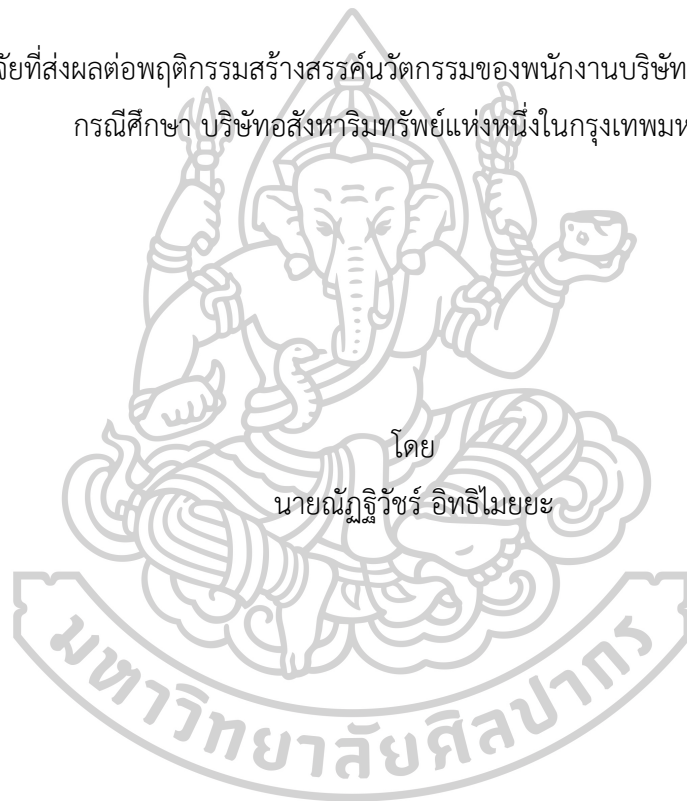 จัยที่ส่งผลต่อพฤติกรรมสร้างสรรค์นวัตกรรมของพนักงานบริษัท
กรณีศึกษา บริษัทอสังหาริมทรัพย์แห่งหนึ่งในกรุงเทพมห
โดย
นายณัฏฐิวัชร์ อิทธิไมยยะ
มหาวิทยาลัยศิลปากร